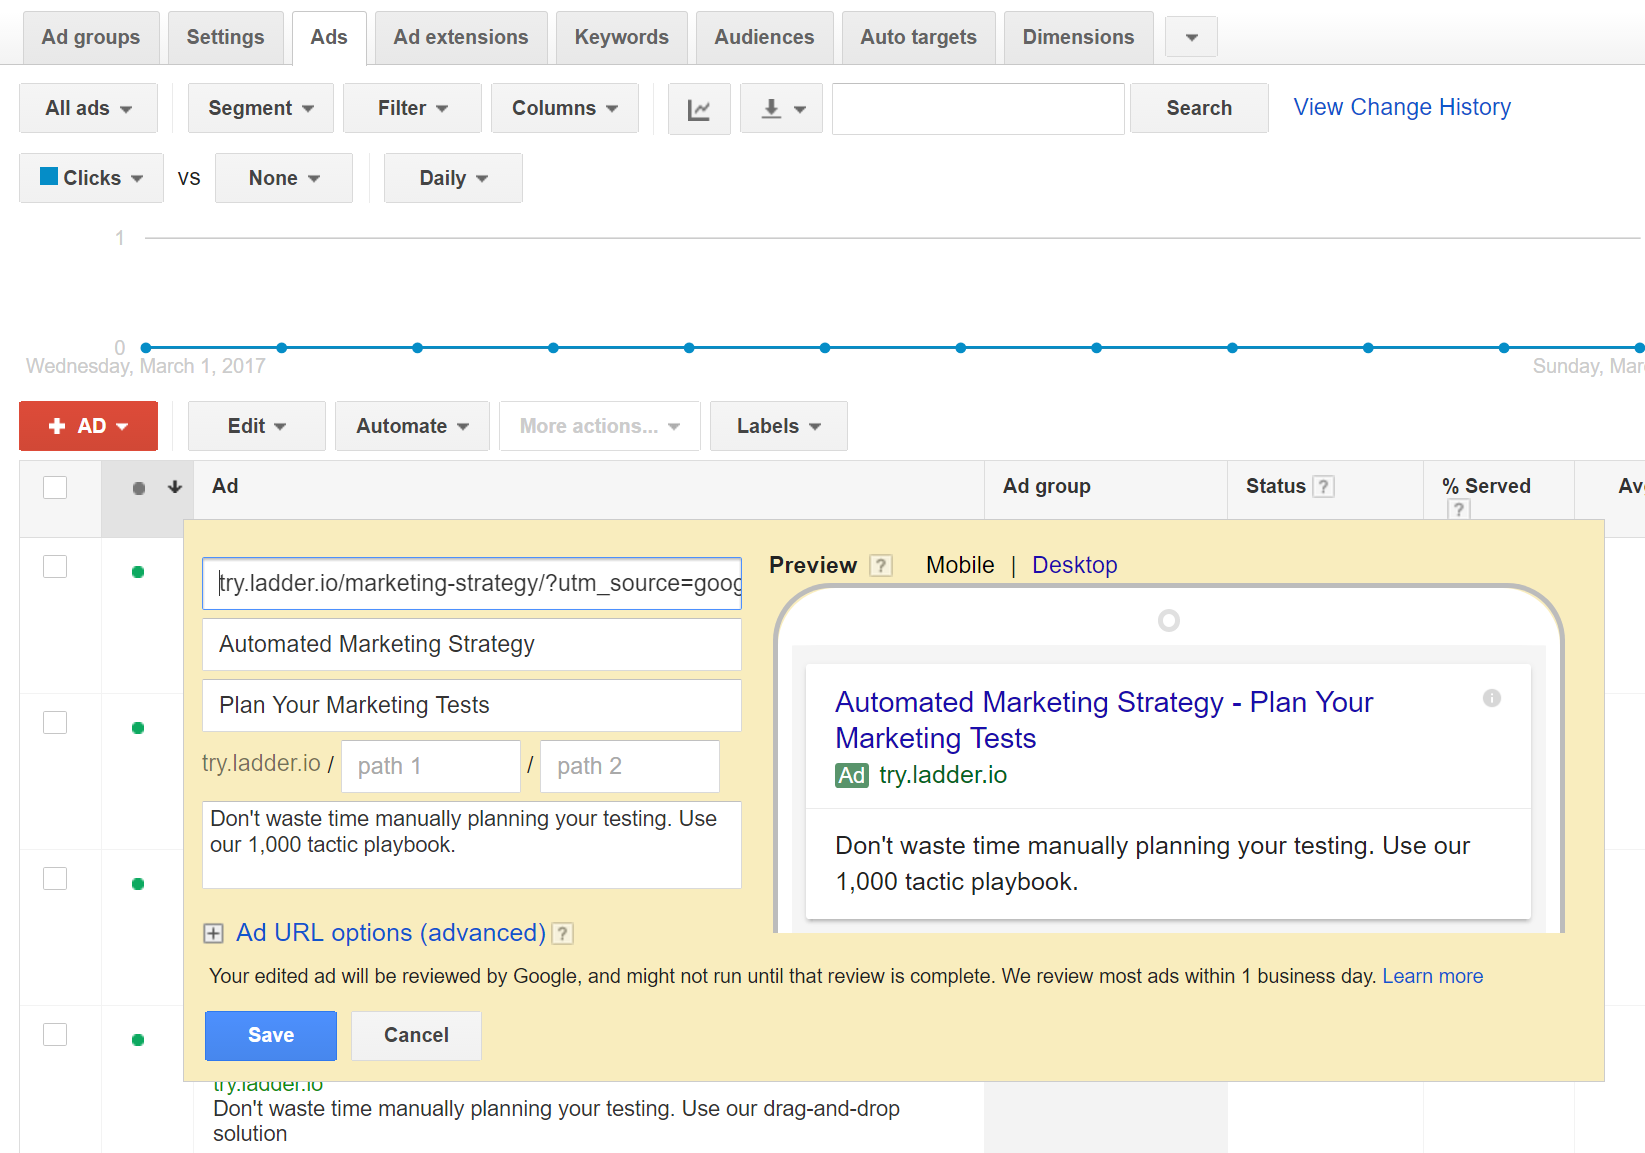 Ad groups Settings Ads Ad extensions Keywords Audiences Auto targets Dimensions
All ads Segment Filter Columns Search View Change History
Clicks vs None Daily
1
0
Wednesday, March 1, 2017 Sunday, Mar
+ AD Edit Automate More actions... Labels
Ad Ad group Status ? % Served ? Av
try.ladder.io/marketing-strategy/?utm_source=goog
Automated Marketing Strategy
Plan Your Marketing Tests
try.ladder.io / path 1 / path 2
Don't waste time manually planning your testing. Use
our 1,000 tactic playbook.
Preview ? Mobile | Desktop
Automated Marketing Strategy - Plan Your
Marketing Tests
Ad try.ladder.io
Don't waste time manually planning your testing. Use our
1,000 tactic playbook.
Ad URL options (advanced) ?
Your edited ad will be reviewed by Google, and might not run until that review is complete. We review most ads within 1 business day. Learn more
Save Cancel
try.ladder.io
Don't waste time manually planning your testing. Use our drag-and-drop
solution